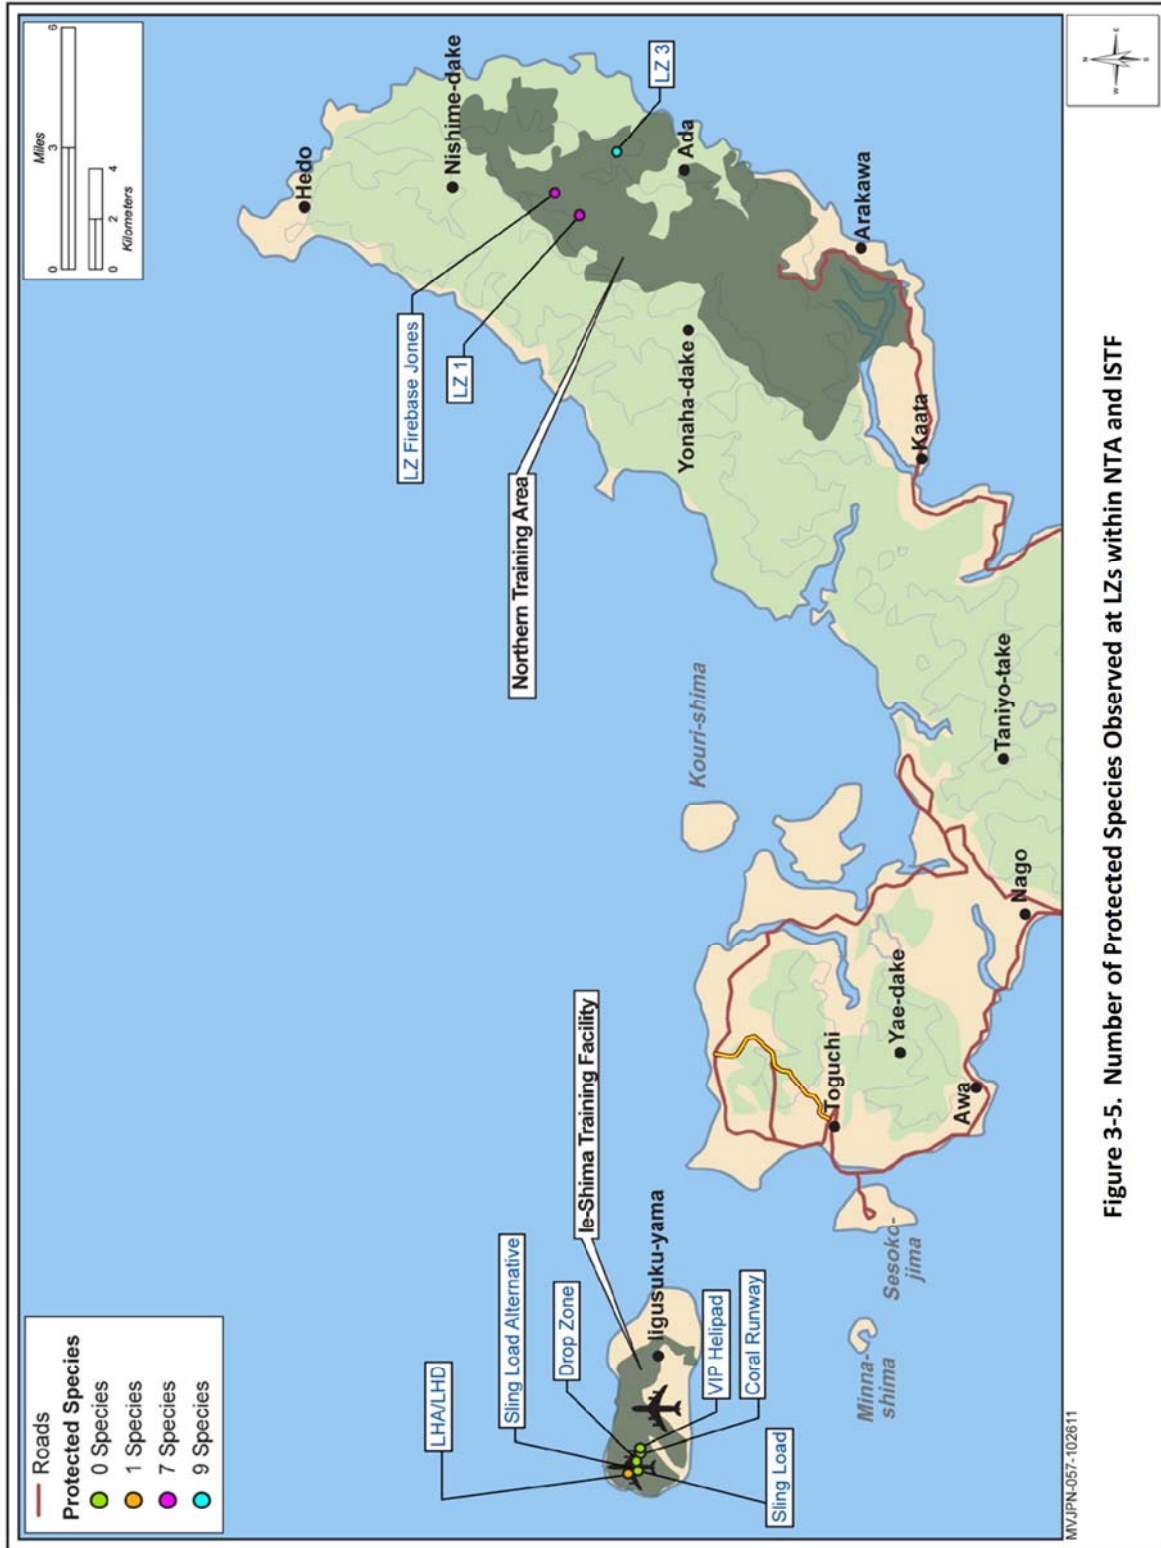 Roads
Protected Species
0 Species
1 Species
7 Species
9 Species
Miles
0 3 6
0 2 4
Kilometers
N
W E
S
Hedo
Nishime-dake
LZ 3
LZ Firebase Jones
LZ 1
Northern Training Area
Ada
Yonaha-dake
Arakawa
Kaata
Kouri-shima
Taniyo-take
Nago
Ie-Shima Training Facility
LHA/LHD
Sling Load Alternative
Drop Zone
Iigusuku-yama
VIP Helipad
Coral Runway
Sling Load
Toguchi
Yae-dake
Awa
Sesoko-
jima
Minna-
shima
MVJPN-057-102611
Figure 3-5. Number of Protected Species Observed at LZs within NTA and ISTF